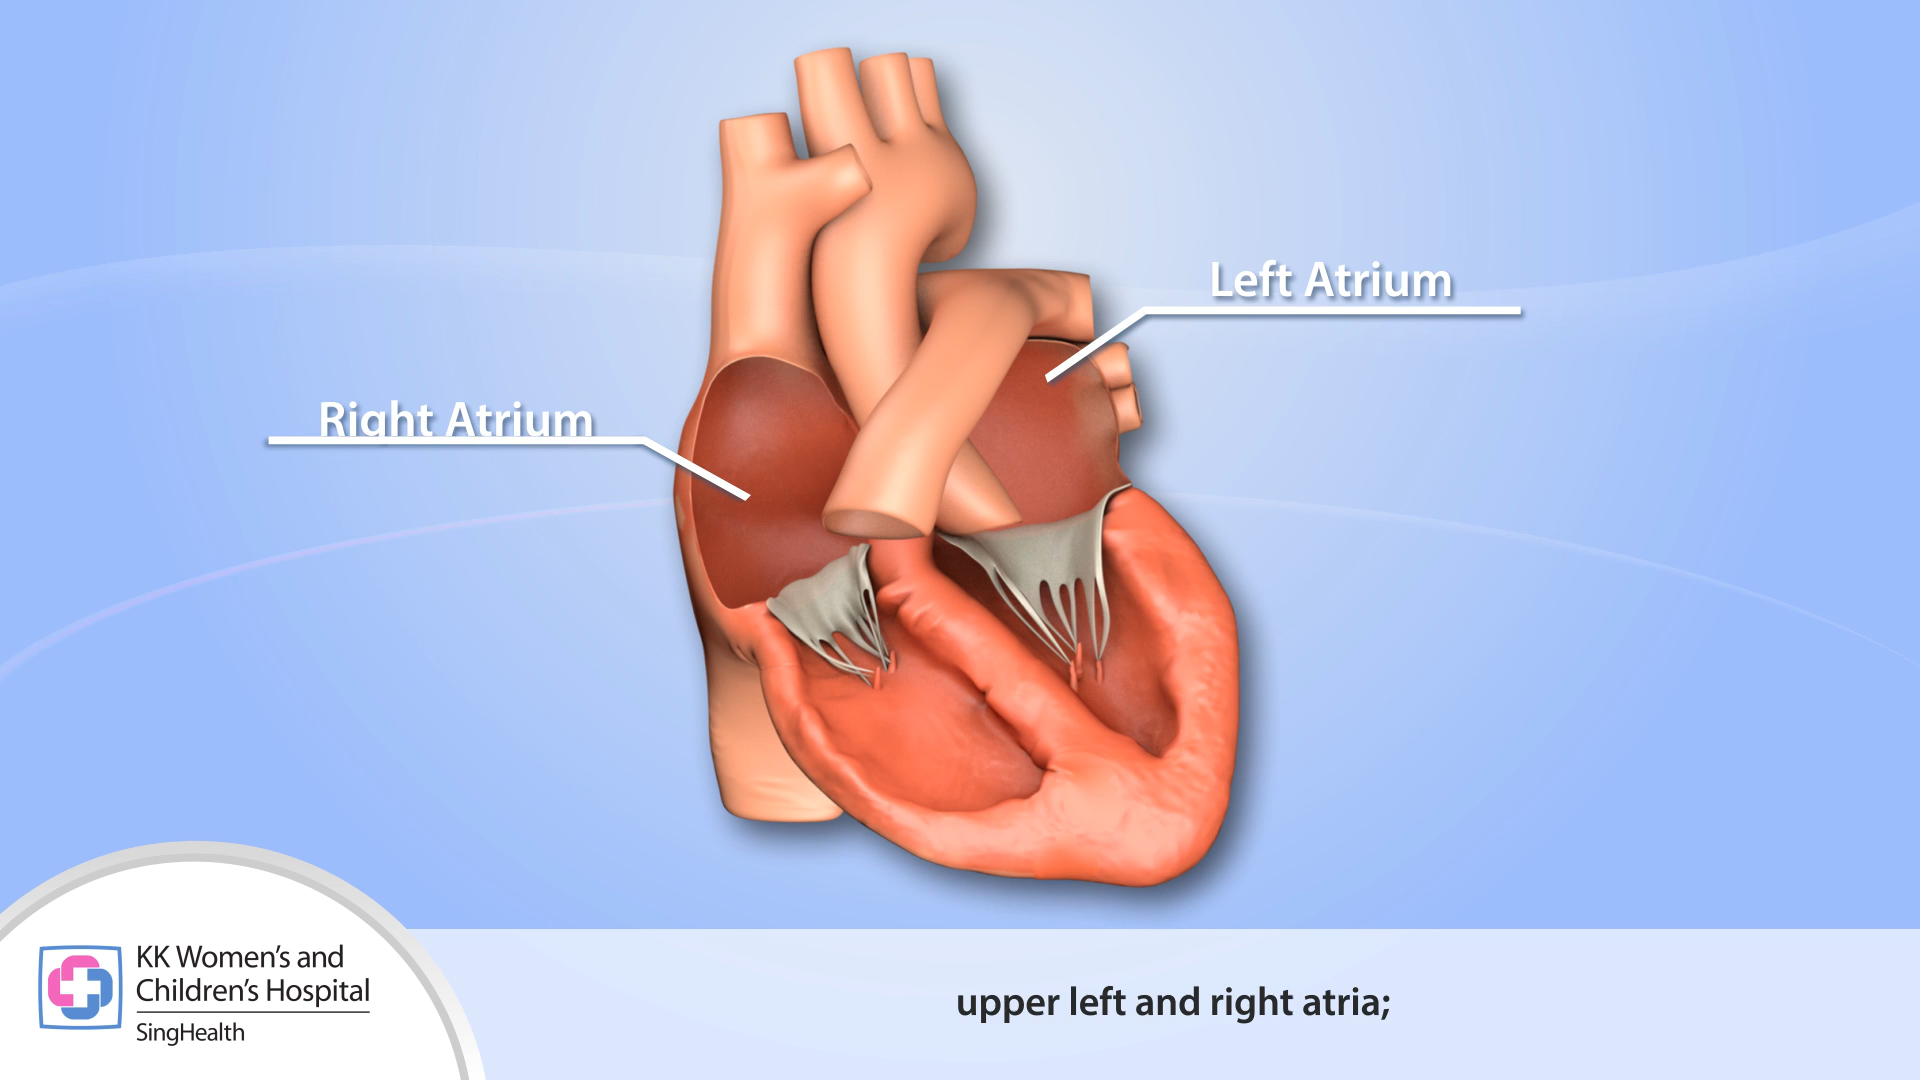 Left Atrium
Right Atrium
KK Women's and
Children's Hospital
SingHealth
upper left and right atria;